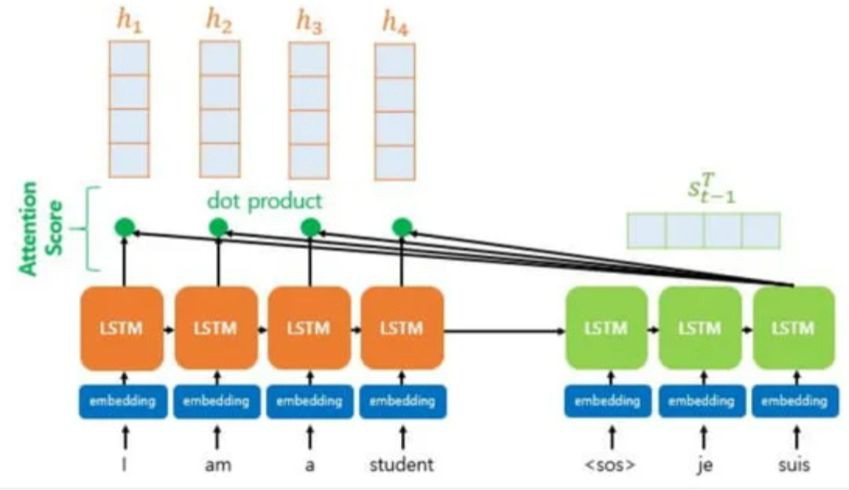 h₁ h₂ h₃ h₄
dot product
Attention
Score
sᵀₜ₋₁
LSTM LSTM LSTM LSTM LSTM LSTM LSTM
embedding embedding embedding embedding embedding embedding embedding
I am a student <sos> je suis